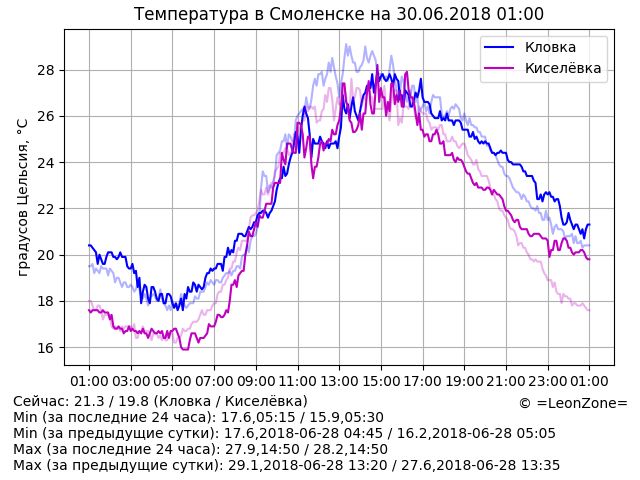 Температура в Смоленске на 30.06.2018 01:00
Кловка
Киселёвка
градусов Цельсия, °C
28
26
24
22
20
18
16
01:00 03:00 05:00 07:00 09:00 11:00 13:00 15:00 17:00 19:00 21:00 23:00 01:00
Сейчас: 21.3 / 19.8 (Кловка / Киселёвка)
© =LeonZone=
Min (за последние 24 часа): 17.6,05:15 / 15.9,05:30
Min (за предыдущие сутки): 17.6,2018-06-28 04:45 / 16.2,2018-06-28 05:05
Max (за последние 24 часа): 27.9,14:50 / 28.2,14:50
Max (за предыдущие сутки): 29.1,2018-06-28 13:20 / 27.6,2018-06-28 13:35